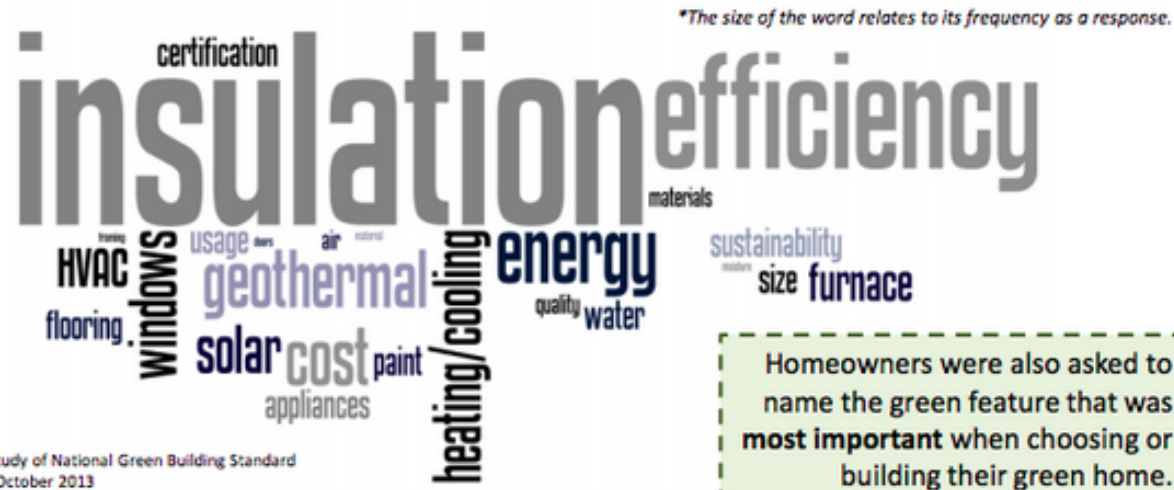 *The size of the word relates to its frequency as a response.
certification
insulation
efficiency
materials
framing
HVAC
windows
usage
doors
air
material
geothermal
heating/cooling
energy
sustainability
moisture
size
furnace
flooring
quality
water
solar
cost
paint
appliances
Homeowners were also asked to
name the green feature that was
most important when choosing or
building their green home.
udy of National Green Building Standard
October 2013